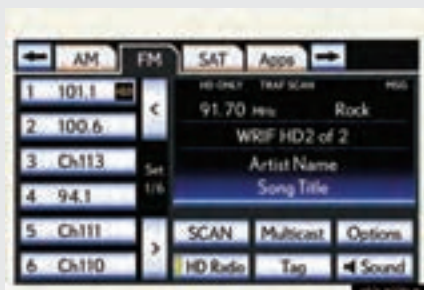 AM FM SAT Apps
1 101.1 HD
2 100.6
3 Ch113
4 94.1
5 Ch111
6 Ch110
Set
1/6
HD ONLY TRAF SCAN MSG
91.70 MHz Rock
WRIF HD2 of 2
Artist Name
Song Title
SCAN Multicast Options
HD Radio Tag Sound